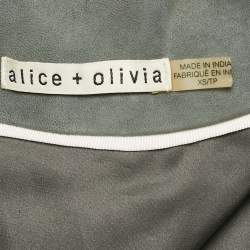 alice + olivia
MADE IN INDIA
FABRIQUÉ EN IN
XS/TP